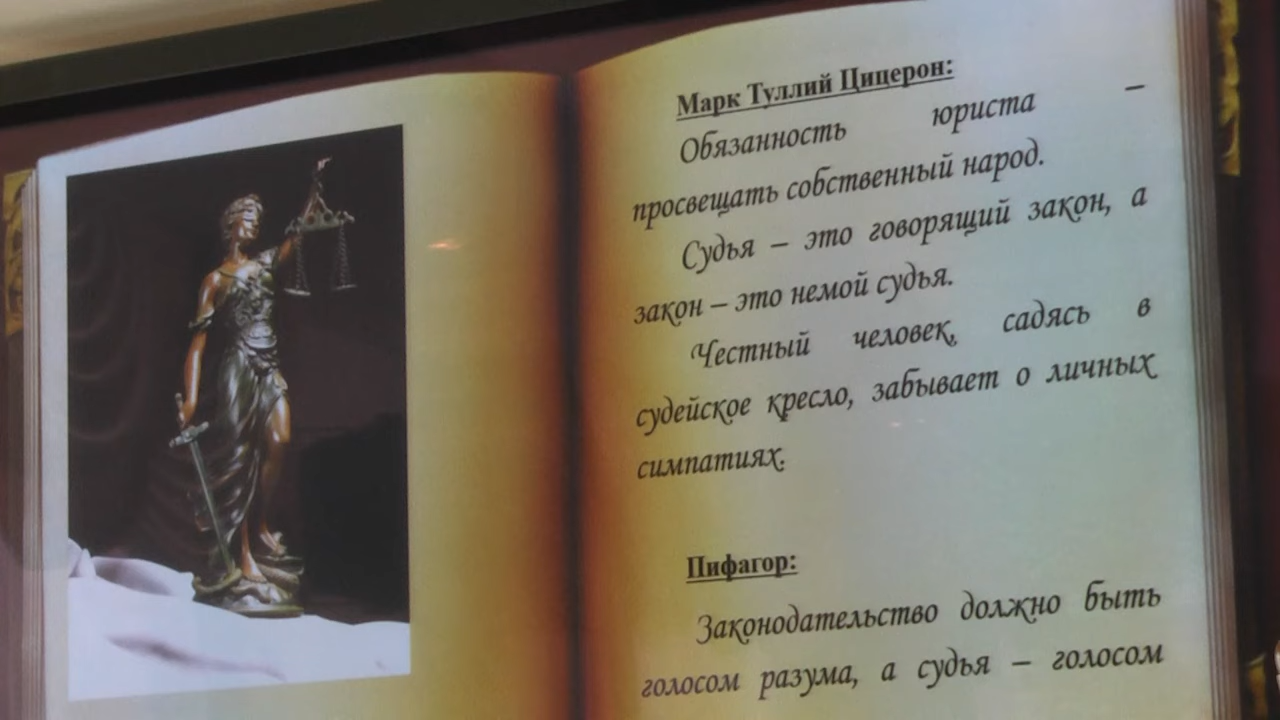 Марк Туллий Цицерон:
Обязанность юриста –
просвещать собственный народ.
Судья – это говорящий закон, а
закон – это немой судья.
Честный человек, садясь в
судейское кресло, забывает о личных
симпатиях.
Пифагор:
Законодательство должно быть
голосом разума, а судья – голосом